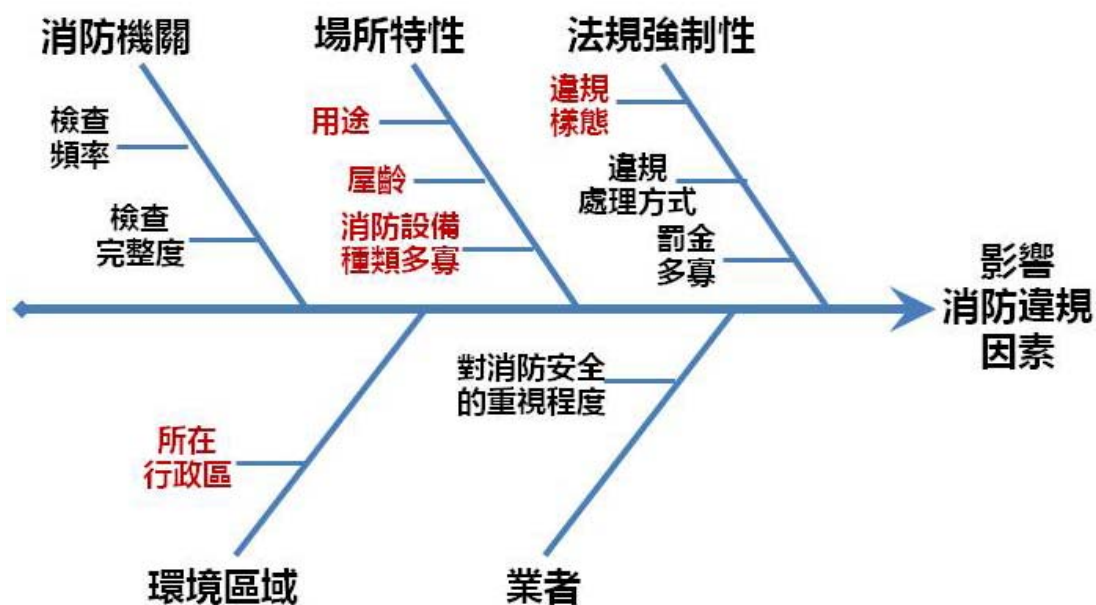 消防機關
場所特性
法規強制性
檢查
頻率
檢查
完整度
用途
屋齡
消防設備
種類多寡
違規
樣態
違規
處理方式
罰金
多寡
影響
消防違規
因素
所在
行政區
對消防安全
的重視程度
環境區域
業者